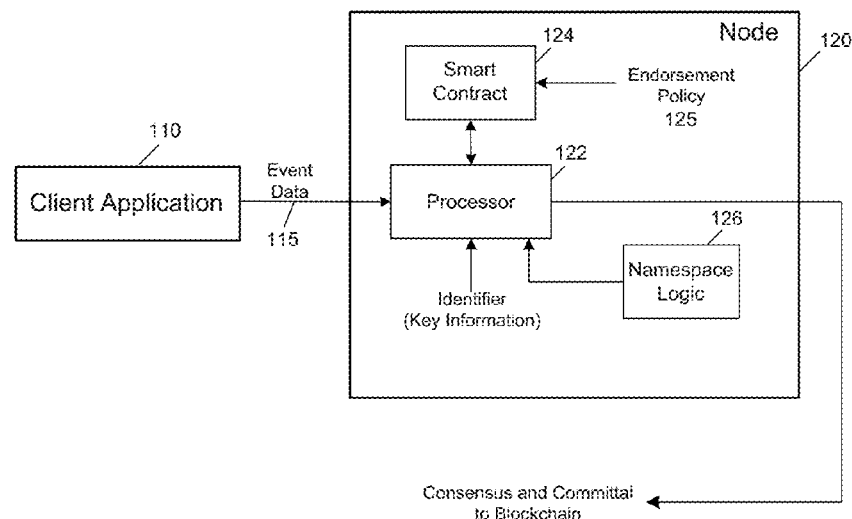 Node
120
124
Smart
Contract
Endorsement
Policy
125
110
Client Application
Event
Data
115
122
Processor
126
Namespace
Logic
Identifier
(Key Information)
Consensus and Committal
to Blockchain